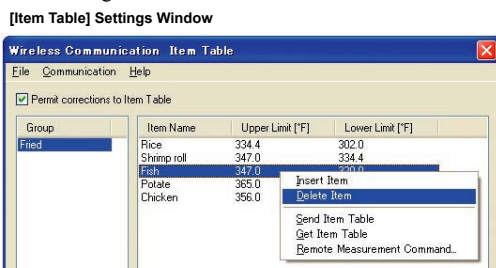 [Item Table] Settings Window
Wireless Communication Item Table
File Communication Help
Permit corrections to Item Table
Group Item Name Upper Limit [°F] Lower Limit [°F]
Fried Rice 334.4 302.0
Shrimp roll 347.0 334.4
Fish 347.0 320.0
Potate 365.0
Chicken 356.0
Insert Item
Delete Item
Send Item Table
Get Item Table
Remote Measurement Command...